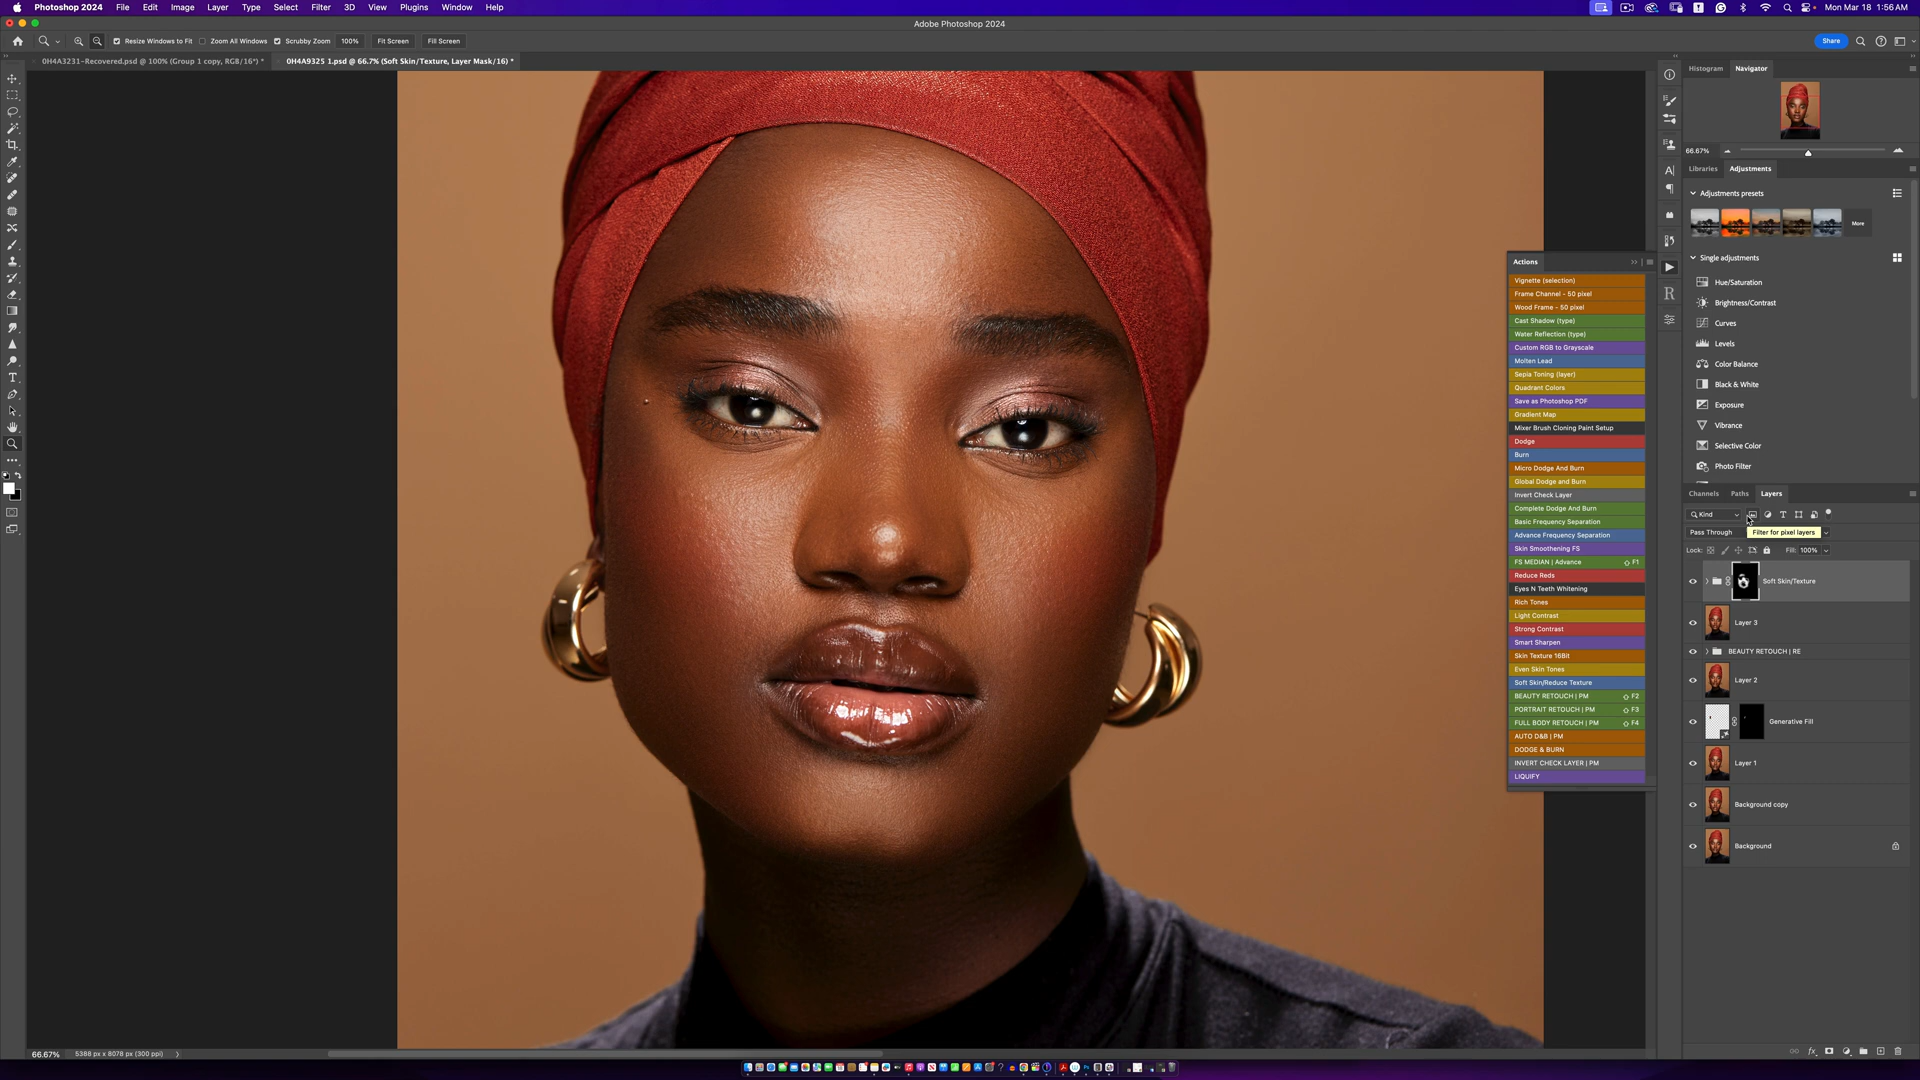 Photoshop 2024 File Edit Image Layer Type Select Filter 3D View Plugins Window Help
Mon Mar 18 1:56 AM
Adobe Photoshop 2024
Resize Windows to Fit Zoom All Windows Scrubby Zoom 100% Fit Screen Fill Screen
Share
0H4A3231-Recovered.psd @ 100% (Group 1 copy, RGB/16*) *
0H4A9325 1.psd @ 66.7% (Soft Skin/Texture, Layer Mask/16) *
Histogram Navigator
66.67%
Libraries Adjustments
Adjustments presets
More
Single adjustments
Hue/Saturation
Brightness/Contrast
Curves
Levels
Color Balance
Black & White
Exposure
Vibrance
Selective Color
Photo Filter
Actions
Vignette (selection)
Frame Channel - 50 pixel
Wood Frame - 50 pixel
Cast Shadow (type)
Water Reflection (type)
Custom RGB to Grayscale
Molten Lead
Sepia Toning (layer)
Quadrant Colors
Save as Photoshop PDF
Gradient Map
Mixer Brush Cloning Paint Setup
Dodge
Burn
Micro Dodge And Burn
Global Dodge and Burn
Invert Check Layer
Complete Dodge And Burn
Basic Frequency Separation
Advance Frequency Separation
Skin Smoothening FS
FS MEDIAN | Advance F1
Reduce Reds
Eyes N Teeth Whitening
Rich Tones
Light Contrast
Strong Contrast
Smart Sharpen
Skin Texture 16Bit
Even Skin Tones
Soft Skin/Reduce Texture
BEAUTY RETOUCH | PM F2
PORTRAIT RETOUCH | PM F3
FULL BODY RETOUCH | PM F4
AUTO D&B | PM
DODGE & BURN
INVERT CHECK LAYER | PM
LIQUIFY
Channels Paths Layers
Kind
Pass Through
Filter for pixel layers
Lock: Fill: 100%
Soft Skin/Texture
Layer 3
BEAUTY RETOUCH | RE
Layer 2
Generative Fill
Layer 1
Background copy
Background
fx
66.67% 5388 px x 8078 px (300 ppi)